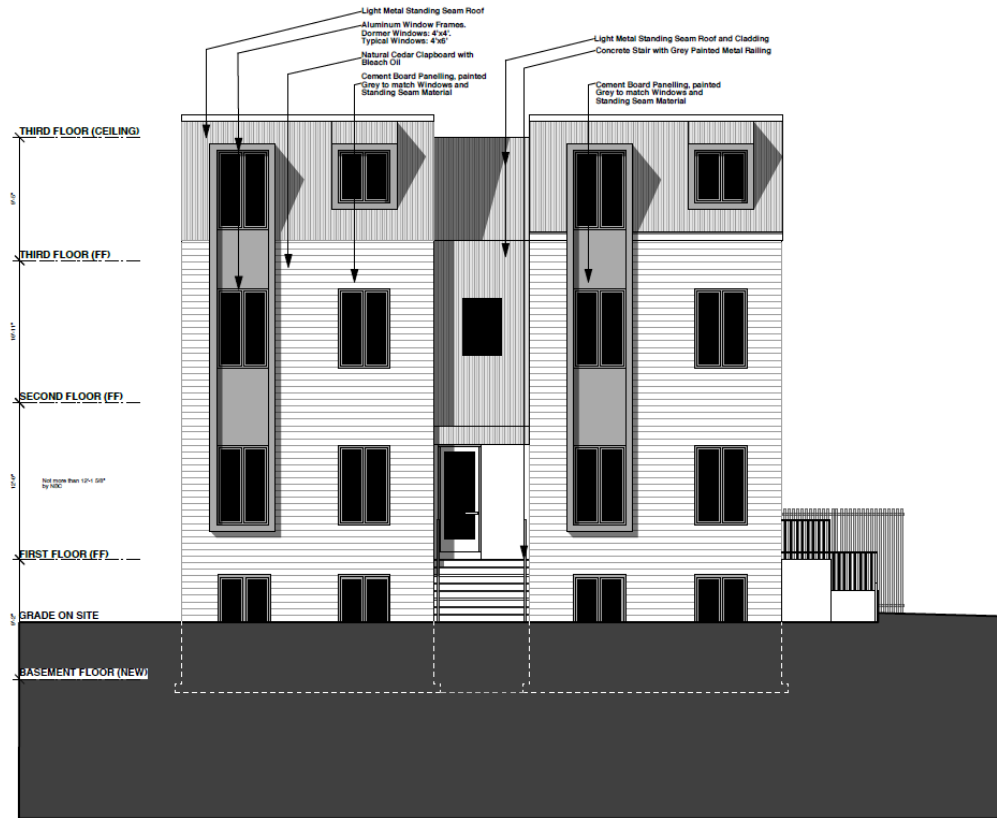 Light Metal Standing Seam Roof
Aluminum Window Frames.
Dormer Windows: 4'x4'.
Typical Windows: 4'x6'
Natural Cedar Clapboard with
Bleach Oil
Cement Board Panelling, painted
Grey to match Windows and
Standing Seam Material
Light Metal Standing Seam Roof and Cladding
Concrete Stair with Grey Painted Metal Railing
Cement Board Panelling, painted
Grey to match Windows and
Standing Seam Material
THIRD FLOOR (CEILING)
THIRD FLOOR (FF)
SECOND FLOOR (FF)
Not more than 12'-1 5/8"
by NBC
FIRST FLOOR (FF)
GRADE ON SITE
BASEMENT FLOOR (NEW)